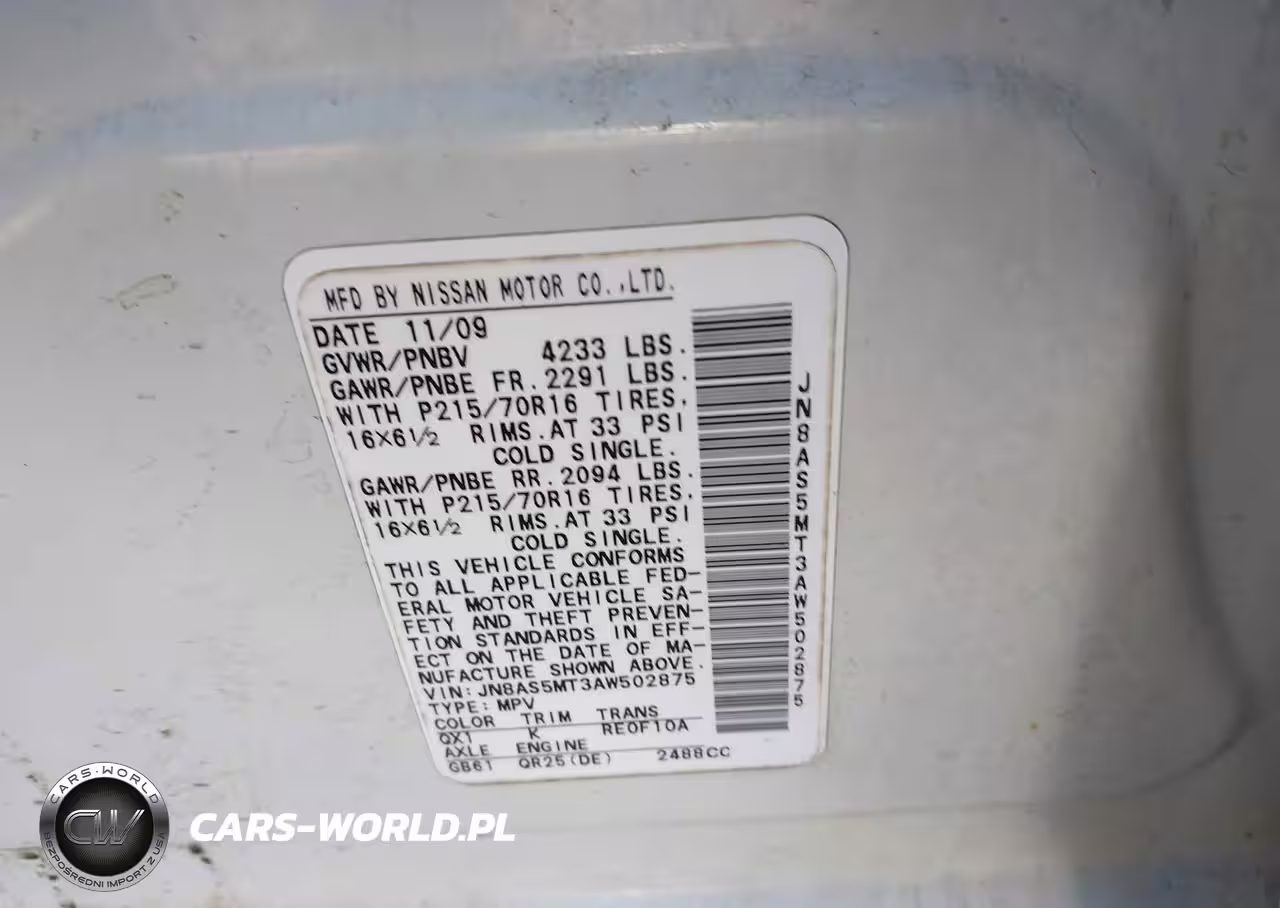 MFD BY NISSAN MOTOR CO.,LTD.
DATE 11/09
GVWR/PNBV 4233 LBS.
GAWR/PNBE FR.2291 LBS.
WITH P215/70R16 TIRES.
16X6½ RIMS.AT 33 PSI
COLD SINGLE.
GAWR/PNBE RR.2094 LBS.
WITH P215/70R16 TIRES.
16X6½ RIMS.AT 33 PSI
COLD SINGLE.
THIS VEHICLE CONFORMS
TO ALL APPLICABLE FED-
ERAL MOTOR VEHICLE SA-
FETY AND THEFT PREVEN-
TION STANDARDS IN EFF-
ECT ON THE DATE OF MA-
NUFACTURE SHOWN ABOVE.
VIN:JN8AS5MT3AW502875
TYPE:MPV
COLOR TRIM TRANS
QX1 K RE0F10A
AXLE ENGINE
GB61 QR25(DE) 2488CC
JN8AS5MT3AW502875
CARS-WORLD
CW
BEZPOŚREDNI IMPORT Z USA
CARS-WORLD.PL